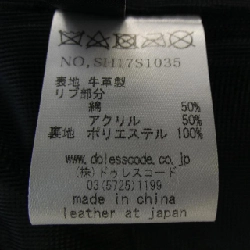 NO.SH17S1035
表地 牛革製
リブ部分
綿 50%
アクリル 50%
裏地 ポリエステル 100%
www.dolesscode.co.jp
(株)ドゥレスコード
03(5725)1199
made in china
leather at japan